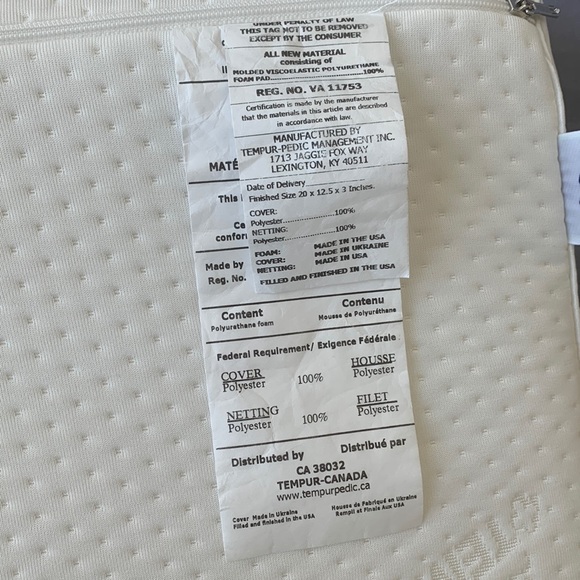 UNDER PENALTY OF LAW
THIS TAG NOT TO BE REMOVED
EXCEPT BY THE CONSUMER
ALL NEW MATERIAL
consisting of
MOLDED VISCOELASTIC POLYURETHANE
FOAM PAD..............................100%
REG. NO. VA 11753
Certification is made by the manufacturer
that the materials in this article are described
in accordance with law.
MANUFACTURED BY
TEMPUR-PEDIC MANAGEMENT INC.
1713 JAGGIS FOX WAY
LEXINGTON, KY 40511
Date of Delivery
Finished Size 20 x 12.5 x 3 Inches.
COVER:
Polyester....................100%
NETTING:
Polyester....................100%
FOAM: MADE IN THE USA
COVER: MADE IN UKRAINE
NETTING: MADE IN USA
FILLED AND FINISHED IN THE USA
MATÉ
This
Ce
confor
Made by
Reg. No.
Content Contenu
Polyurethane foam Mousse de Polyuréthane
Federal Requirement/ Exigence Fédérale
COVER 100% HOUSSE
Polyester Polyester
NETTING 100% FILET
Polyester Polyester
Distributed by Distribué par
CA 38032
TEMPUR-CANADA
www.tempurpedic.ca
Cover Made in Ukraine Housse de Fabriqué en Ukraine
Filled and finished in the USA Rempli et Finais Aux USA